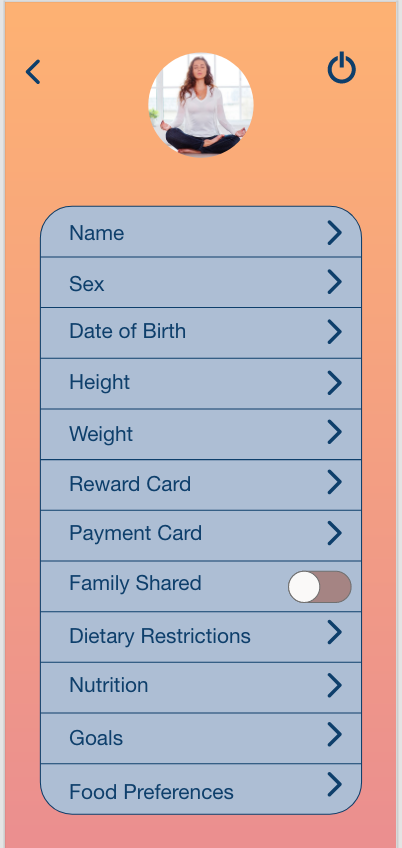 Name
Sex
Date of Birth
Height
Weight
Reward Card
Payment Card
Family Shared
Dietary Restrictions
Nutrition
Goals
Food Preferences